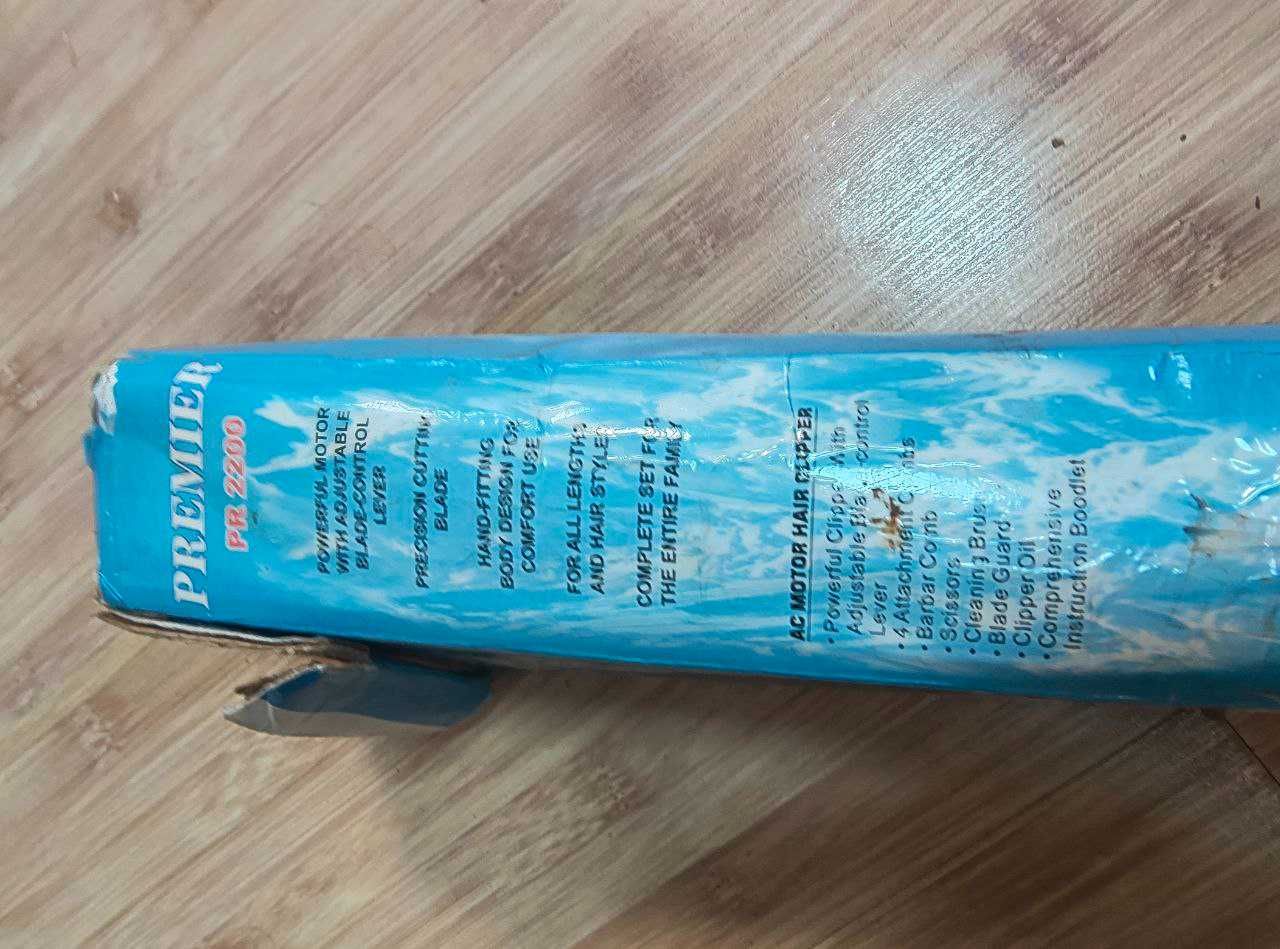 PREMIER
PR 2200
POWERFUL MOTOR
WITH ADJUSTABLE
BLADE-CONTROL
LEVER
PRECISION CUTTING
BLADE
HAND-FITTING
BODY DESIGN FOR
COMFORT USE
FOR ALL LENGTHS
AND HAIR STYLES
COMPLETE SET FOR
THE ENTIRE FAMILY
AC MOTOR HAIR CLIPPER
• Powerful Clipper With
Adjustable Blade-control
Lever
• 4 Attachment Combs
• Barbar Comb
• Scissors
• Cleaning Brush
• Blade Guard
• Clipper Oil
• Comprehensive
Instruction Boodlet